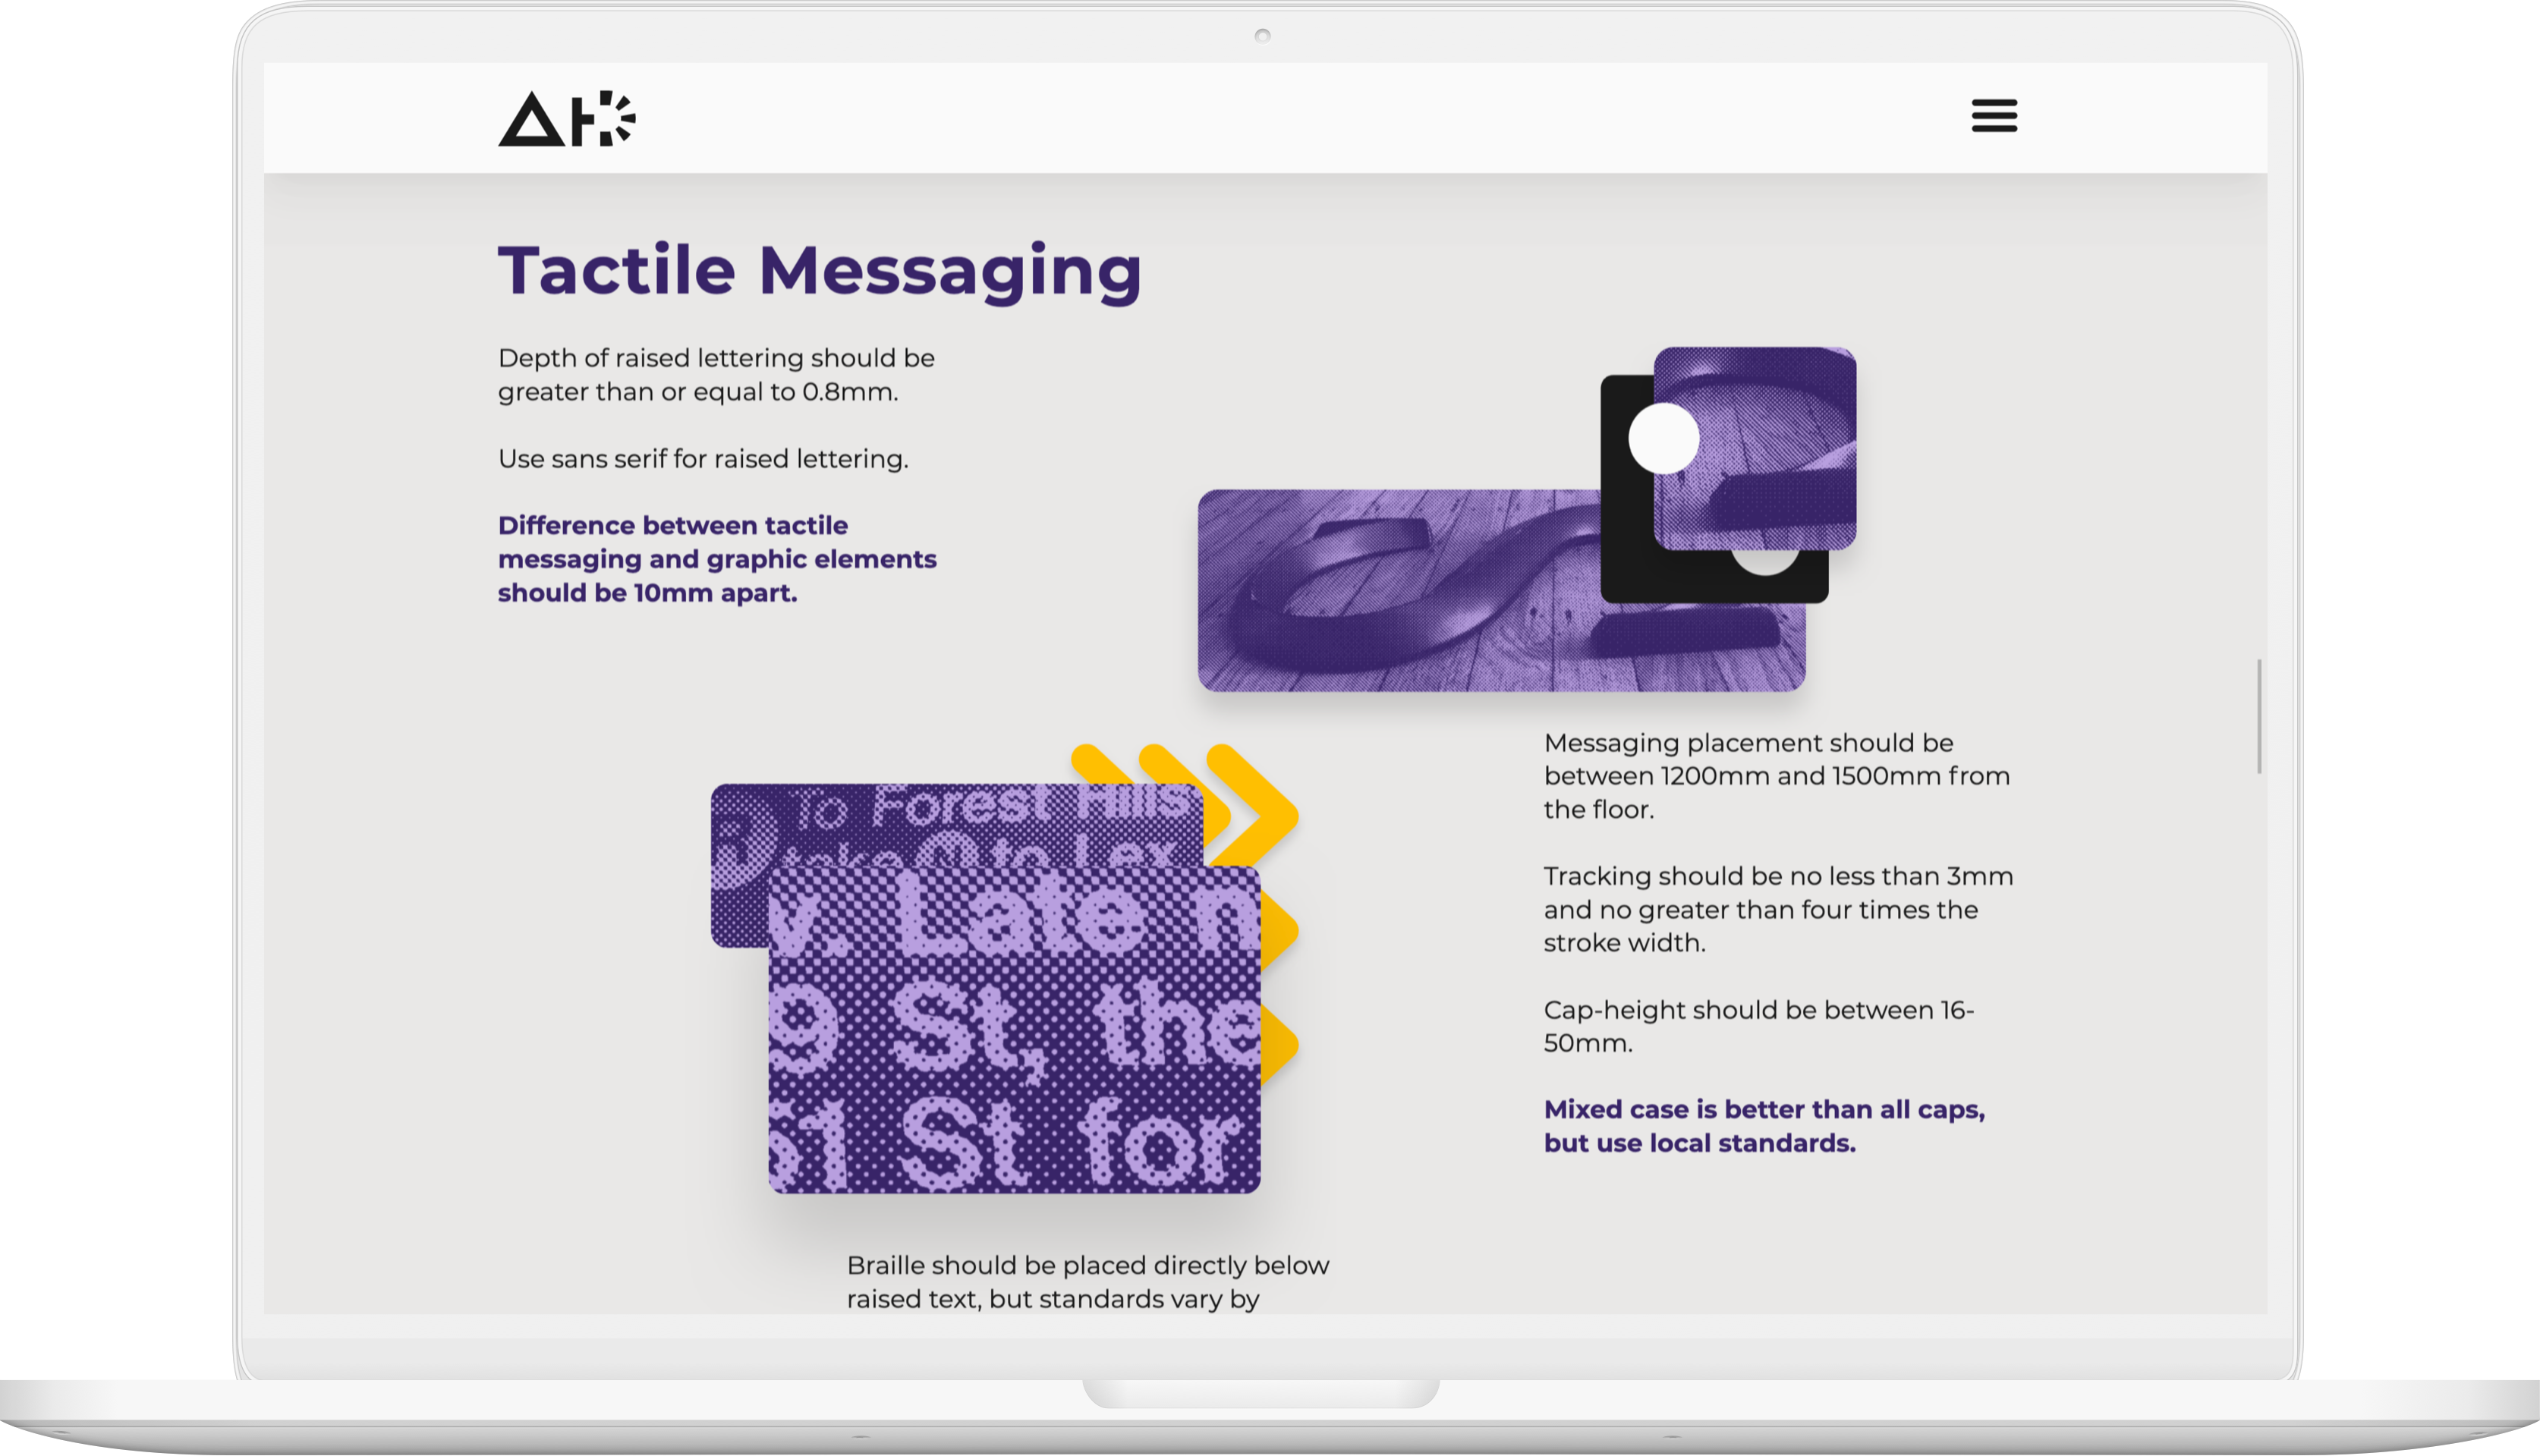 Tactile Messaging
Depth of raised lettering should be
greater than or equal to 0.8mm.
Use sans serif for raised lettering.
Difference between tactile
messaging and graphic elements
should be 10mm apart.
To Forest Hills
take N to Lex
y. Late n
9 St, the
51 St for
Messaging placement should be
between 1200mm and 1500mm from
the floor.
Tracking should be no less than 3mm
and no greater than four times the
stroke width.
Cap-height should be between 16-
50mm.
Mixed case is better than all caps,
but use local standards.
Braille should be placed directly below
raised text, but standards vary by